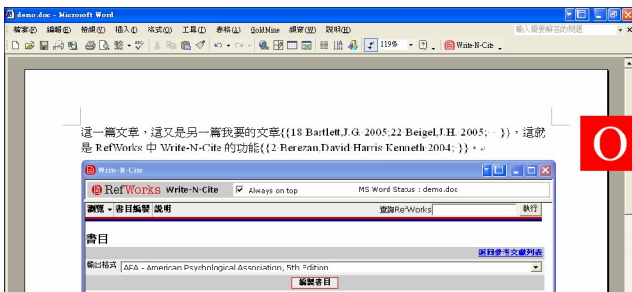 demo.doc - Microsoft Word
檔案(F) 編輯(E) 檢視(V) 插入(I) 格式(O) 工具(T) 表格(A) GoldMine 視窗(W) 說明(H) 輸入需要解答的問題
119% Write-N-Cite
這一篇文章，這又是另一篇我要的文章{{18 Bartlett,J.G. 2005;22 Beigel,J.H. 2005; }}，這就
是 RefWorks 中 Write-N-Cite 的功能{{2 Berezan,David Harris Kenneth 2004; }}。
O
Write-N-Cite
RefWorks Write-N-Cite Always on top MS Word Status : demo.doc
瀏覽 書目編製 說明 查詢RefWorks 執行
書目
返回參考文獻列表
輸出格式 APA - American Psychological Association, 5th Edition
編製書目